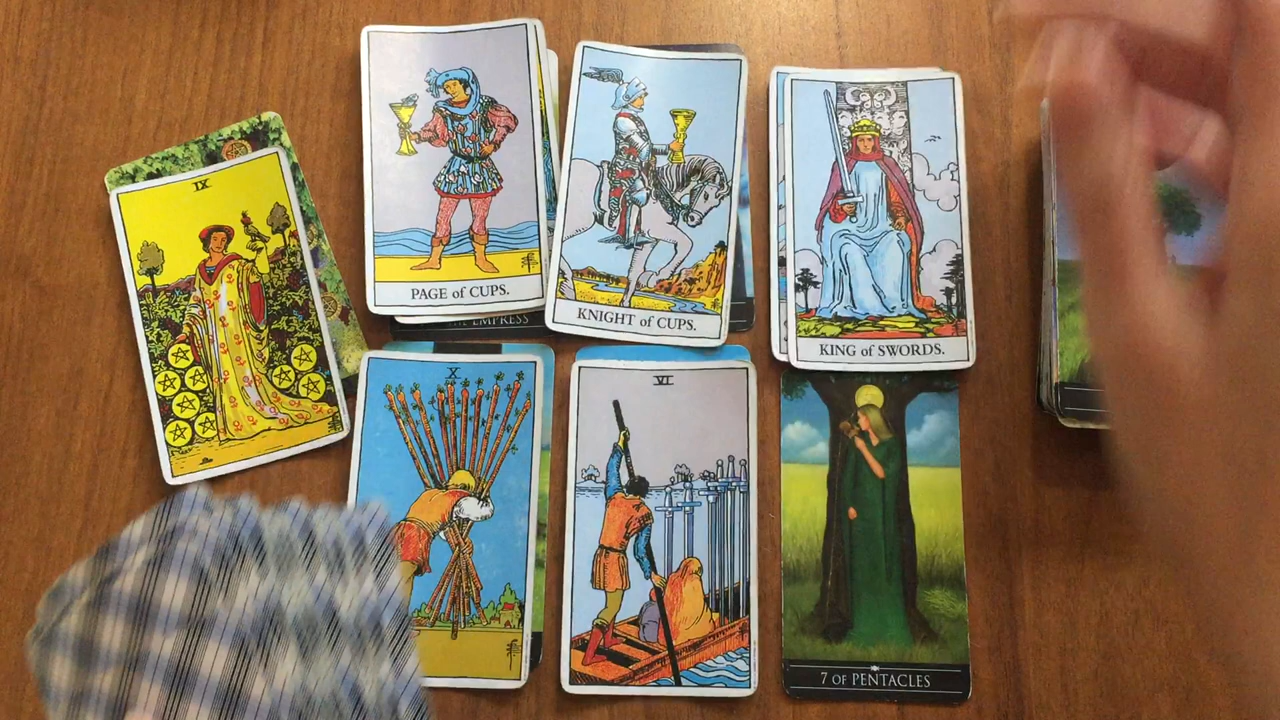 IX
PAGE of CUPS.
THE EMPRESS
KNIGHT of CUPS.
KING of SWORDS.
X
VI
7 OF PENTACLES